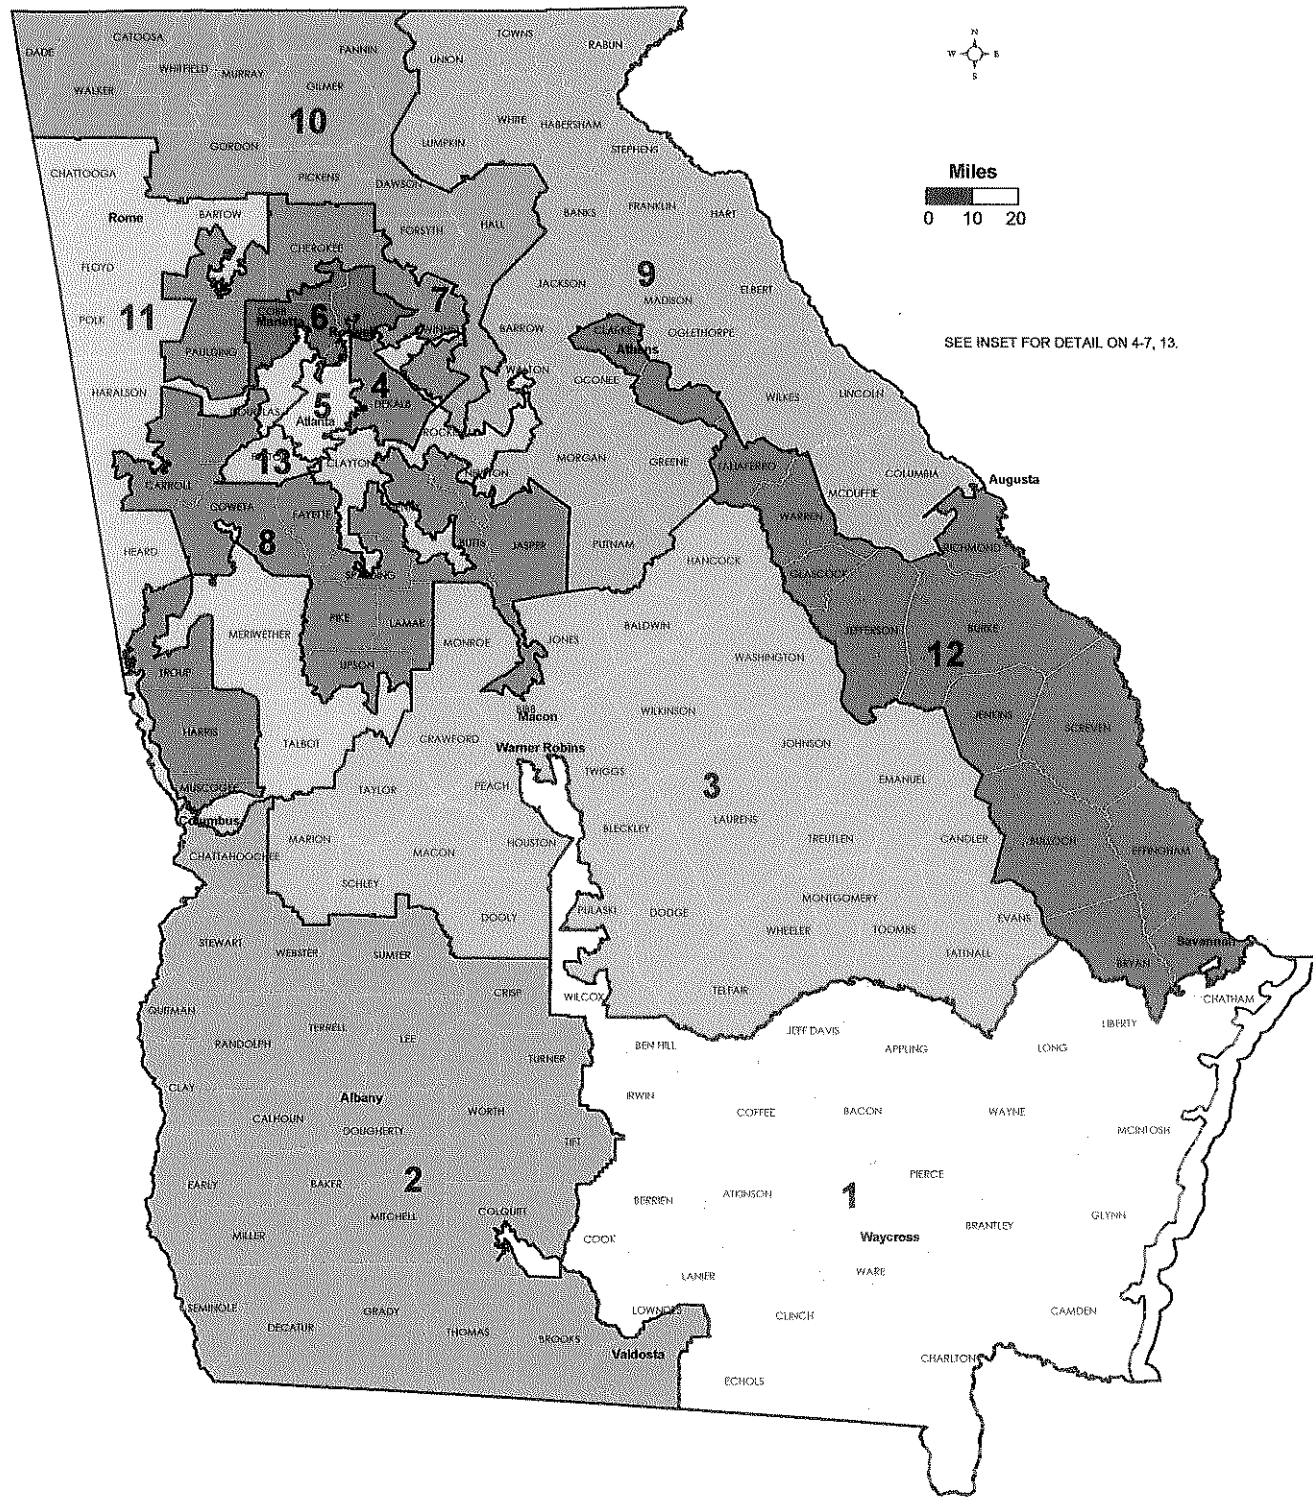 N
W E
S
TOWNS
RABUN
CATOOSA
FANNIN
DADE
UNION
WHITFIELD
MURRAY
GILMER
WALKER
10
WHITE
HABERSHAM
LUMPKIN
GORDON
STEPHENS
Miles
0 10 20
CHATTOOGA
PICKENS
DAWSON
Rome
BARTOW
BANKS
FRANKLIN
HART
HALL
FORSYTH
CHEROKEE
FLOYD
9
JACKSON
MADISON
ELBERT
POLK
11
6
7
BARROW
CLARKE
OGLETHORPE
Athens
SEE INSET FOR DETAIL ON 4-7, 13.
PAULDING
WALTON
OCONEE
HARALSON
4
DEKALB
WILKES
LINCOLN
DOUGLAS
5
Atlanta
13
CLAYTON
MORGAN
GREENE
TALIAFERRO
COLUMBIA
Augusta
CARROLL
NEWTON
MCDUFFIE
COWETA
FAYETTE
WARREN
8
HEARD
BUTTS
JASPER
PUTNAM
HANCOCK
RICHMOND
SPALDING
GLASCOCK
MERIWETHER
PIKE
LAMAR
MONROE
JONES
BALDWIN
JEFFERSON
BURKE
12
WASHINGTON
TROUP
UPSON
BIBB
Macon
WILKINSON
JENKINS
SCREVEN
HARRIS
TALBOT
CRAWFORD
Warner Robins
JOHNSON
TWIGGS
3
EMANUEL
MUSCOGEE
TAYLOR
PEACH
Columbus
BLECKLEY
LAURENS
MARION
MACON
HOUSTON
TREUTLEN
CANDLER
BULLOCH
EFFINGHAM
CHATTAHOOCHEE
SCHLEY
DOOLY
PULASKI
DODGE
MONTGOMERY
EVANS
WHEELER
TOOMBS
STEWART
WEBSTER
SUMTER
TATTNALL
Savannah
BRYAN
CRISP
WILCOX
TELFAIR
CHATHAM
QUITMAN
RANDOLPH
TERRELL
LEE
TURNER
BEN HILL
JEFF DAVIS
APPLING
LONG
LIBERTY
CLAY
Albany
CALHOUN
DOUGHERTY
WORTH
TIFT
IRWIN
COFFEE
BACON
WAYNE
MCINTOSH
EARLY
BAKER
2
MITCHELL
COLQUITT
BERRIEN
ATKINSON
1
PIERCE
BRANTLEY
GLYNN
MILLER
COOK
Waycross
LANIER
WARE
SEMINOLE
DECATUR
GRADY
THOMAS
BROOKS
LOWNDES
Valdosta
CLINCH
CAMDEN
CHARLTON
ECHOLS